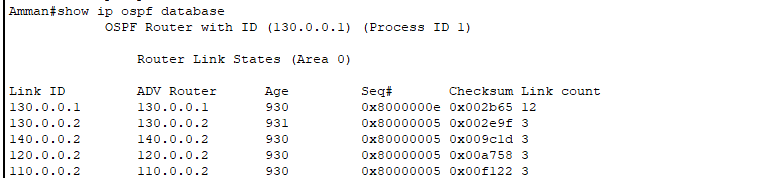 Amman#show ip ospf database
OSPF Router with ID (130.0.0.1) (Process ID 1)
Router Link States (Area 0)
Link ID ADV Router Age Seq# Checksum Link count
130.0.0.1 130.0.0.1 930 0x8000000e 0x002b65 12
130.0.0.2 130.0.0.2 931 0x80000005 0x002e9f 3
140.0.0.2 140.0.0.2 930 0x80000005 0x009c1d 3
120.0.0.2 120.0.0.2 930 0x80000005 0x00a758 3
110.0.0.2 110.0.0.2 930 0x80000005 0x00f122 3